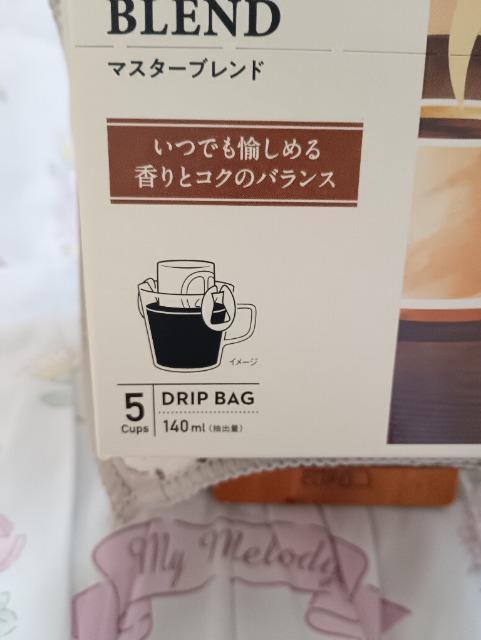 BLEND
マスターブレンド
いつでも愉しめる
香りとコクのバランス
イメージ
5 Cups
DRIP BAG
140ml（抽出量）
My Melody